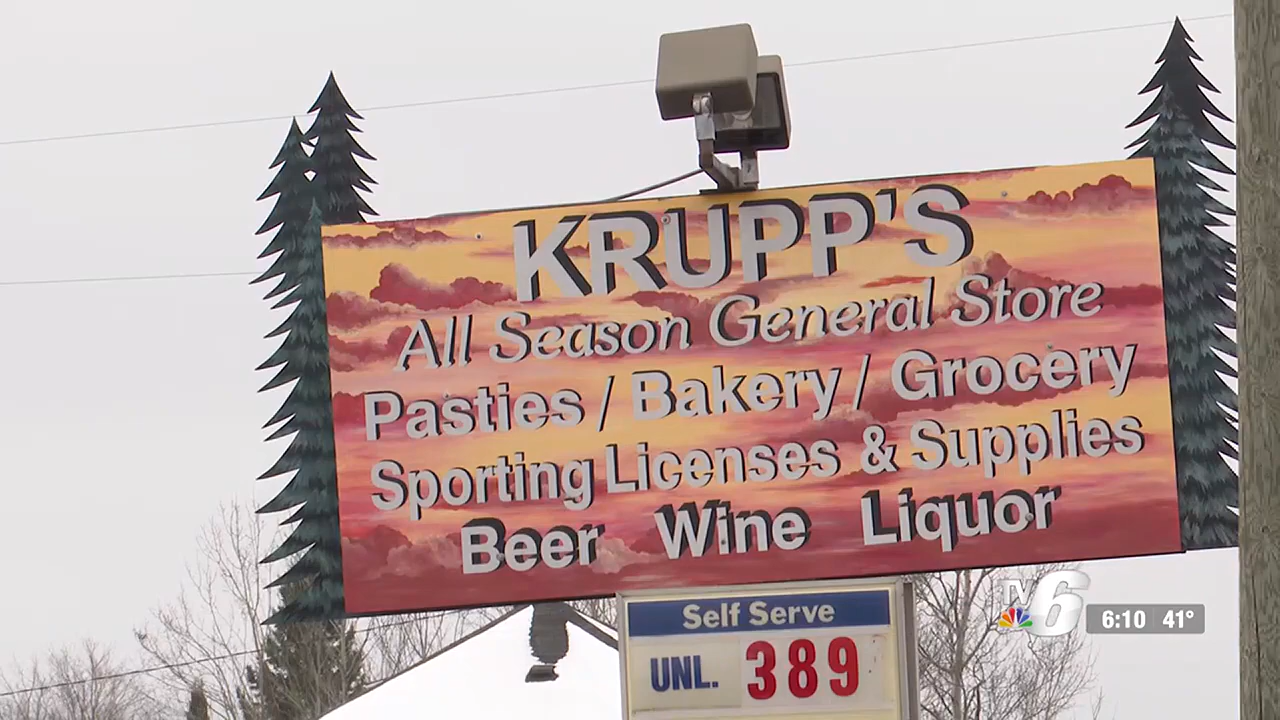 KRUPP'S
All Season General Store
Pasties / Bakery / Grocery
Sporting Licenses & Supplies
Beer Wine Liquor
Self Serve
UNL. 389
TV6
6:10 41°